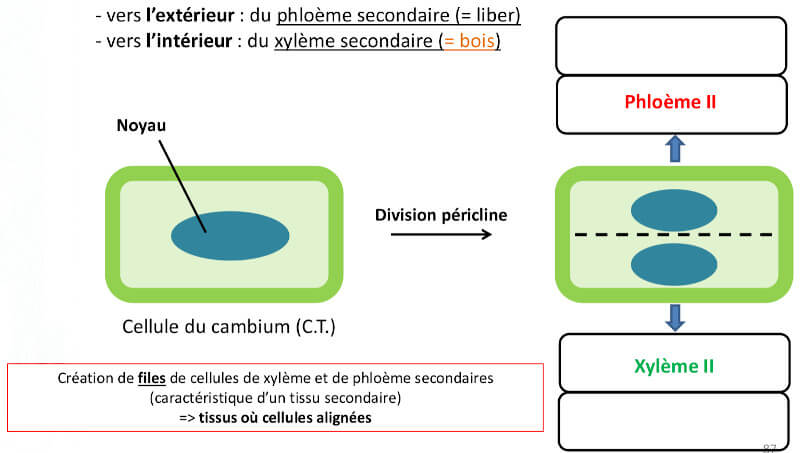 - vers l'extérieur : du phloème secondaire (= liber)
- vers l'intérieur : du xylème secondaire (= bois)
Phloème II
Noyau
Division péricline
Cellule du cambium (C.T.)
Xylème II
Création de files de cellules de xylème et de phloème secondaires
(caractéristique d'un tissu secondaire)
=> tissus où cellules alignées
87